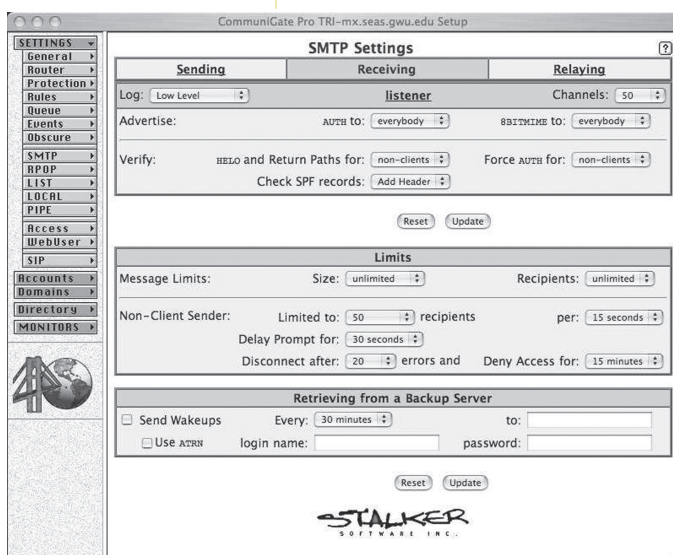 CommuniGate Pro TRI-mx.seas.gwu.edu Setup
SETTINGS
General
Router
Protection
Rules
Queue
Events
Obscure
SMTP
RPOP
LIST
LOCAL
PIPE
Access
WebUser
SIP
Accounts
Domains
Directory
MONITORS
SMTP Settings
?
Sending Receiving Relaying
Log: Low Level listener Channels: 50
Advertise: AUTH to: everybody 8BITMIME to: everybody
Verify: HELO and Return Paths for: non-clients Force AUTH for: non-clients
Check SPF records: Add Header
Reset Update
Limits
Message Limits: Size: unlimited Recipients: unlimited
Non-Client Sender: Limited to: 50 recipients per: 15 seconds
Delay Prompt for: 30 seconds
Disconnect after: 20 errors and Deny Access for: 15 minutes
Retrieving from a Backup Server
Send Wakeups Every: 30 minutes to:
Use ATRN login name: password:
Reset Update
STALKER
SOFTWARE INC.